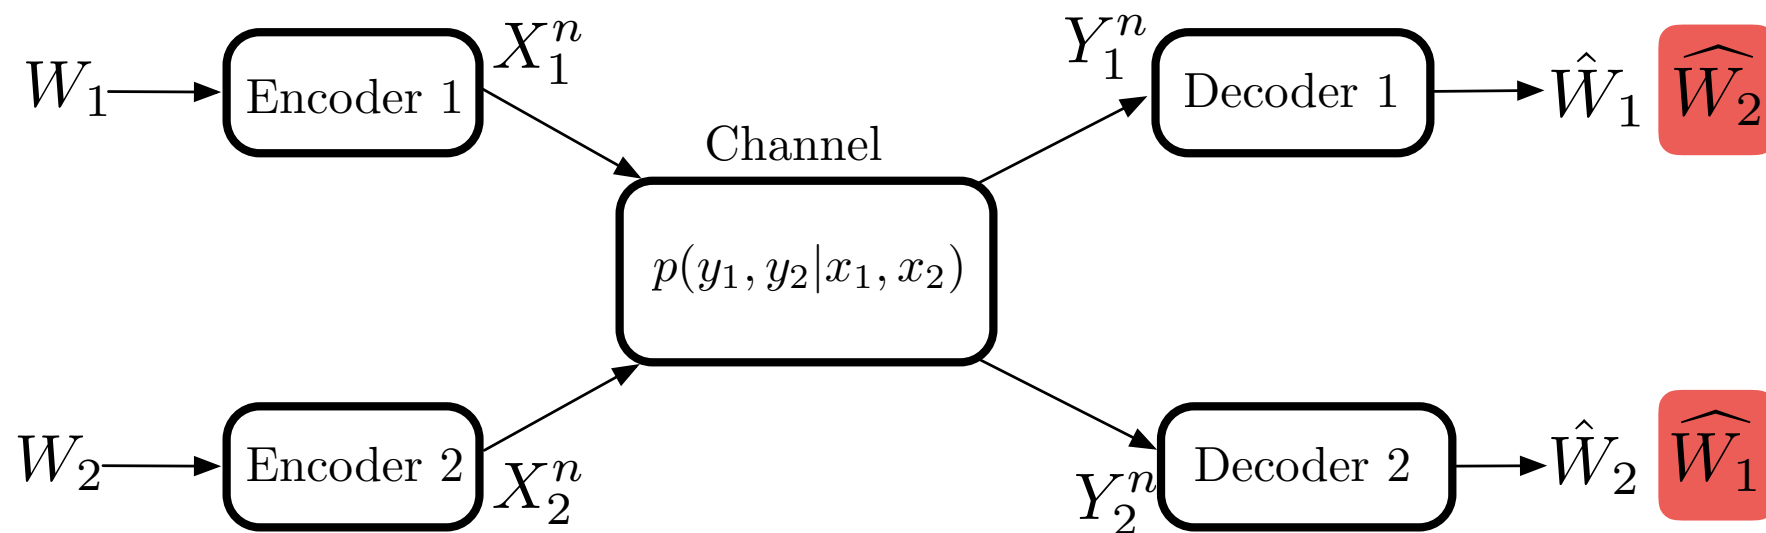 W₁ Encoder 1 X₁ⁿ
Channel
p(y₁, y₂|x₁, x₂)
Y₁ⁿ Decoder 1 Ŵ₁ Ŵ₂
W₂ Encoder 2 X₂ⁿ
Y₂ⁿ Decoder 2 Ŵ₂ Ŵ₁